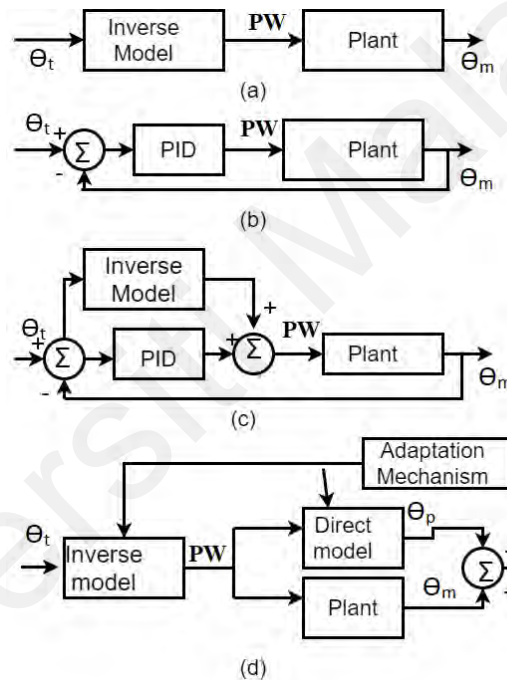 Inverse Model
PW
Plant
Θt
Θm
(a)
Θt
+
Σ
-
PID
PW
Plant
Θm
(b)
Inverse Model
+
Θt
+
Σ
-
PID
+
Σ
PW
Plant
Θm
(c)
Adaptation Mechanism
Θt
Inverse model
PW
Direct model
Θp
Plant
Θm
Σ
(d)